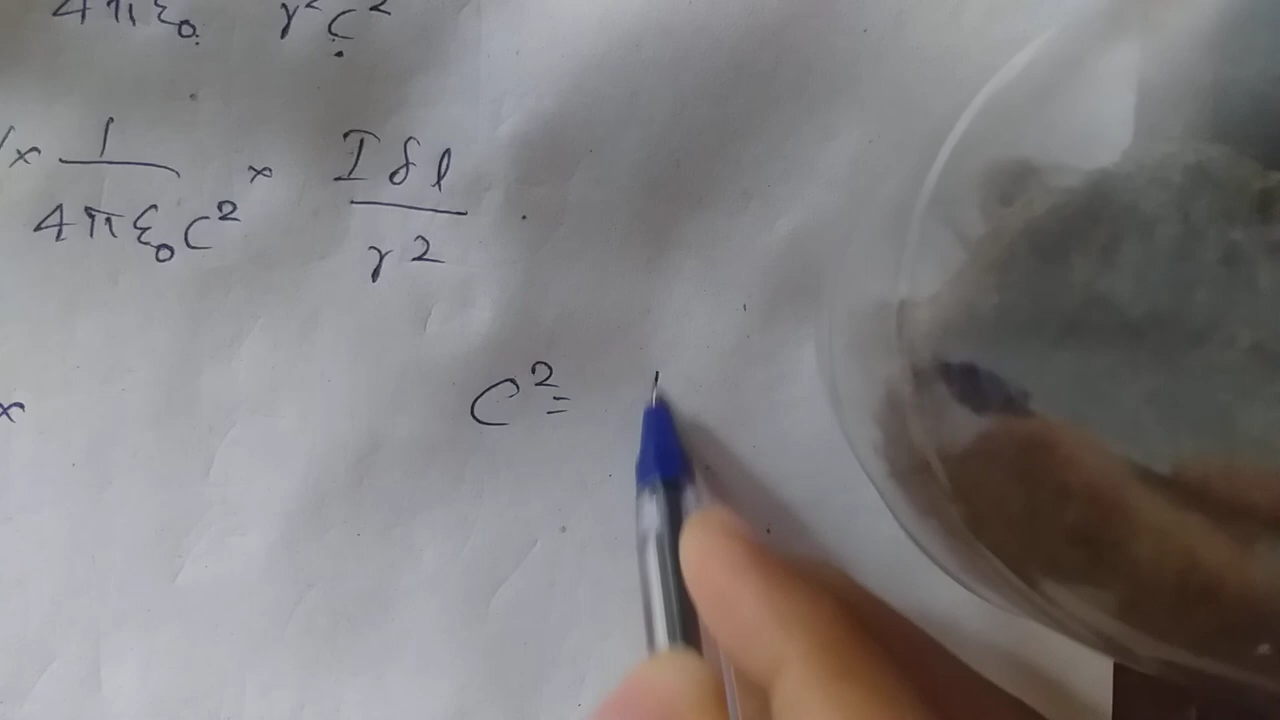 4πε₀ r²c²
× 1 / 4πε₀c² × Iδl / r²
c² =
×